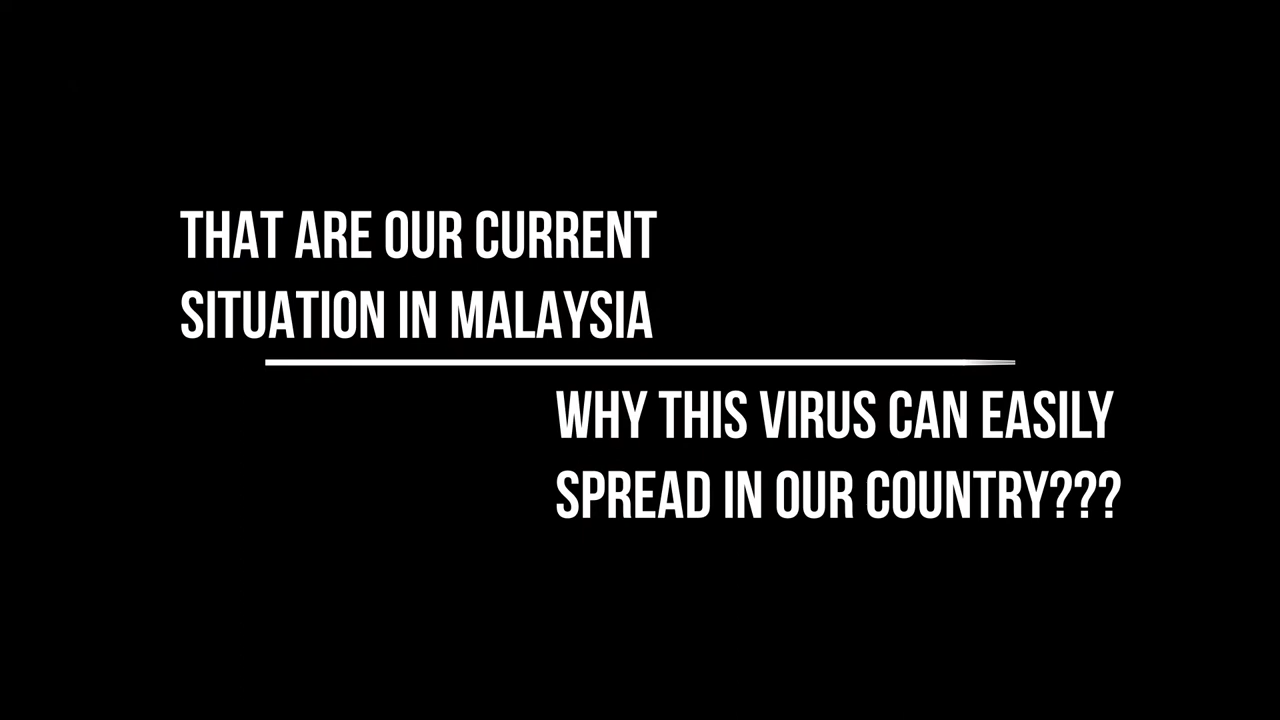 THAT ARE OUR CURRENT
SITUATION IN MALAYSIA
WHY THIS VIRUS CAN EASILY
SPREAD IN OUR COUNTRY???